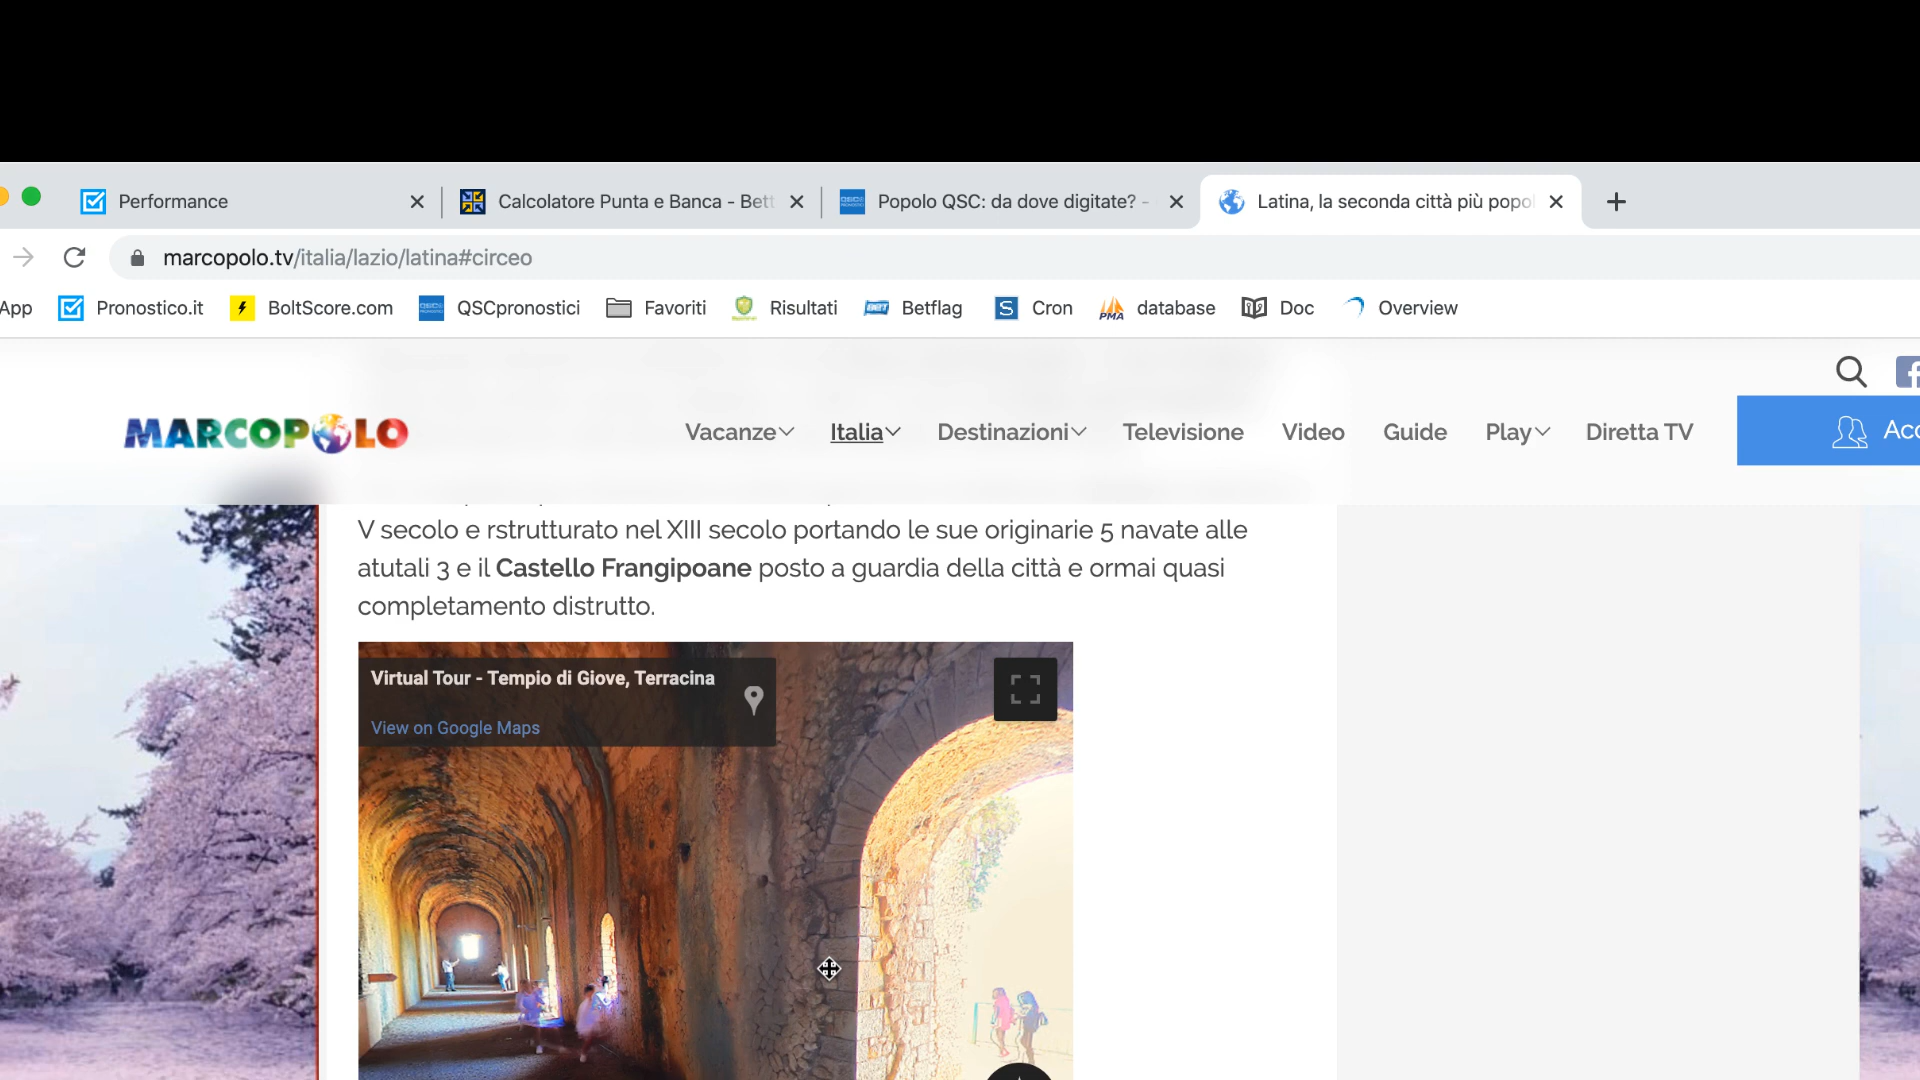 Performance
Calcolatore Punta e Banca - Bett
Popolo QSC: da dove digitate? -
Latina, la seconda città più popol
marcopolo.tv/italia/lazio/latina#circeo
App Pronostico.it BoltScore.com QSCpronostici Favoriti Risultati Betflag Cron database Doc Overview
MARCOPOLO
Vacanze Italia Destinazioni Televisione Video Guide Play Diretta TV Acc
V secolo e rstrutturato nel XIII secolo portando le sue originarie 5 navate alle
atutali 3 e il Castello Frangipoane posto a guardia della città e ormai quasi
completamento distrutto.
Virtual Tour - Tempio di Giove, Terracina
View on Google Maps